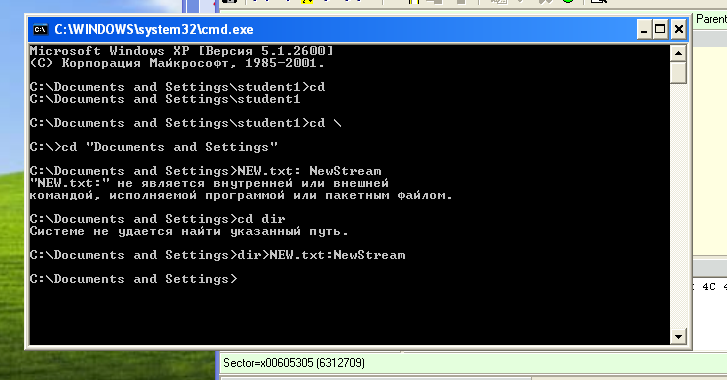 Parent
C:\WINDOWS\system32\cmd.exe
Microsoft Windows XP [Версия 5.1.2600]
(С) Корпорация Майкрософт, 1985-2001.
C:\Documents and Settings\student1>cd
C:\Documents and Settings\student1
C:\Documents and Settings\student1>cd \
C:\>cd "Documents and Settings"
C:\Documents and Settings>NEW.txt: NewStream
"NEW.txt:" не является внутренней или внешней
командой, исполняемой программой или пакетным файлом.
C:\Documents and Settings>cd dir
Системе не удается найти указанный путь.
C:\Documents and Settings>dir>NEW.txt:NewStream
C:\Documents and Settings>
4C 4
Sector=x00605305 (6312709)